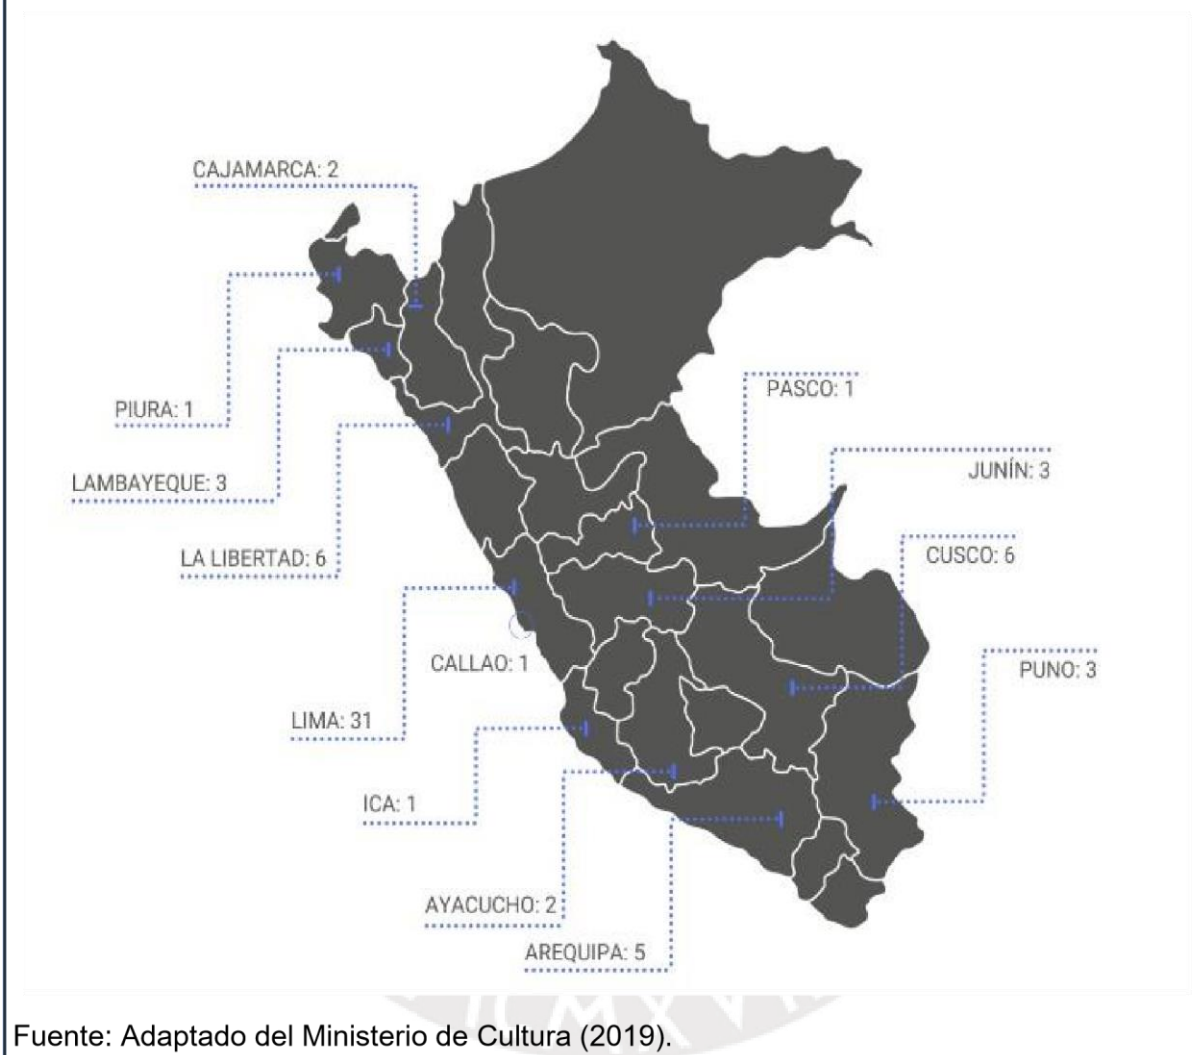 CAJAMARCA: 2
PASCO: 1
PIURA: 1
JUNÍN: 3
LAMBAYEQUE: 3
LA LIBERTAD: 6
CUSCO: 6
CALLAO: 1
PUNO: 3
LIMA: 31
ICA: 1
AYACUCHO: 2
AREQUIPA: 5
Fuente: Adaptado del Ministerio de Cultura (2019).